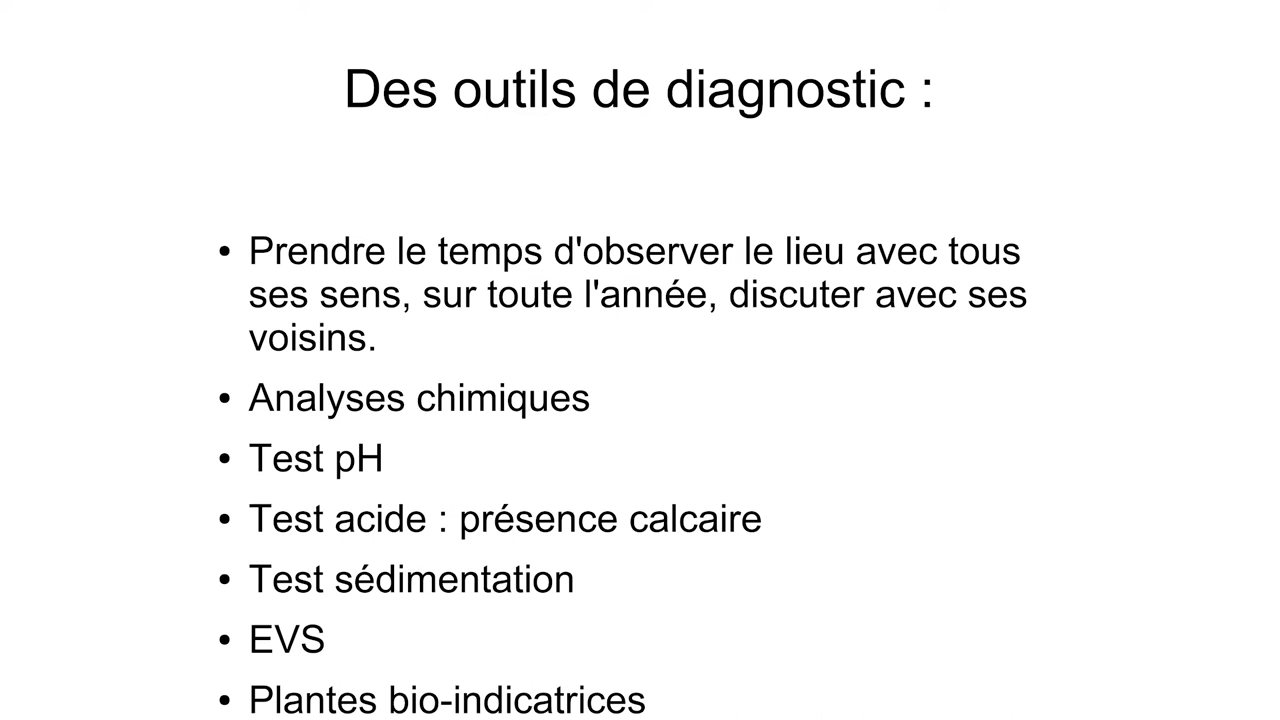 Des outils de diagnostic :
• Prendre le temps d'observer le lieu avec tous
ses sens, sur toute l'année, discuter avec ses
voisins.
• Analyses chimiques
• Test pH
• Test acide : présence calcaire
• Test sédimentation
• EVS
• Plantes bio-indicatrices